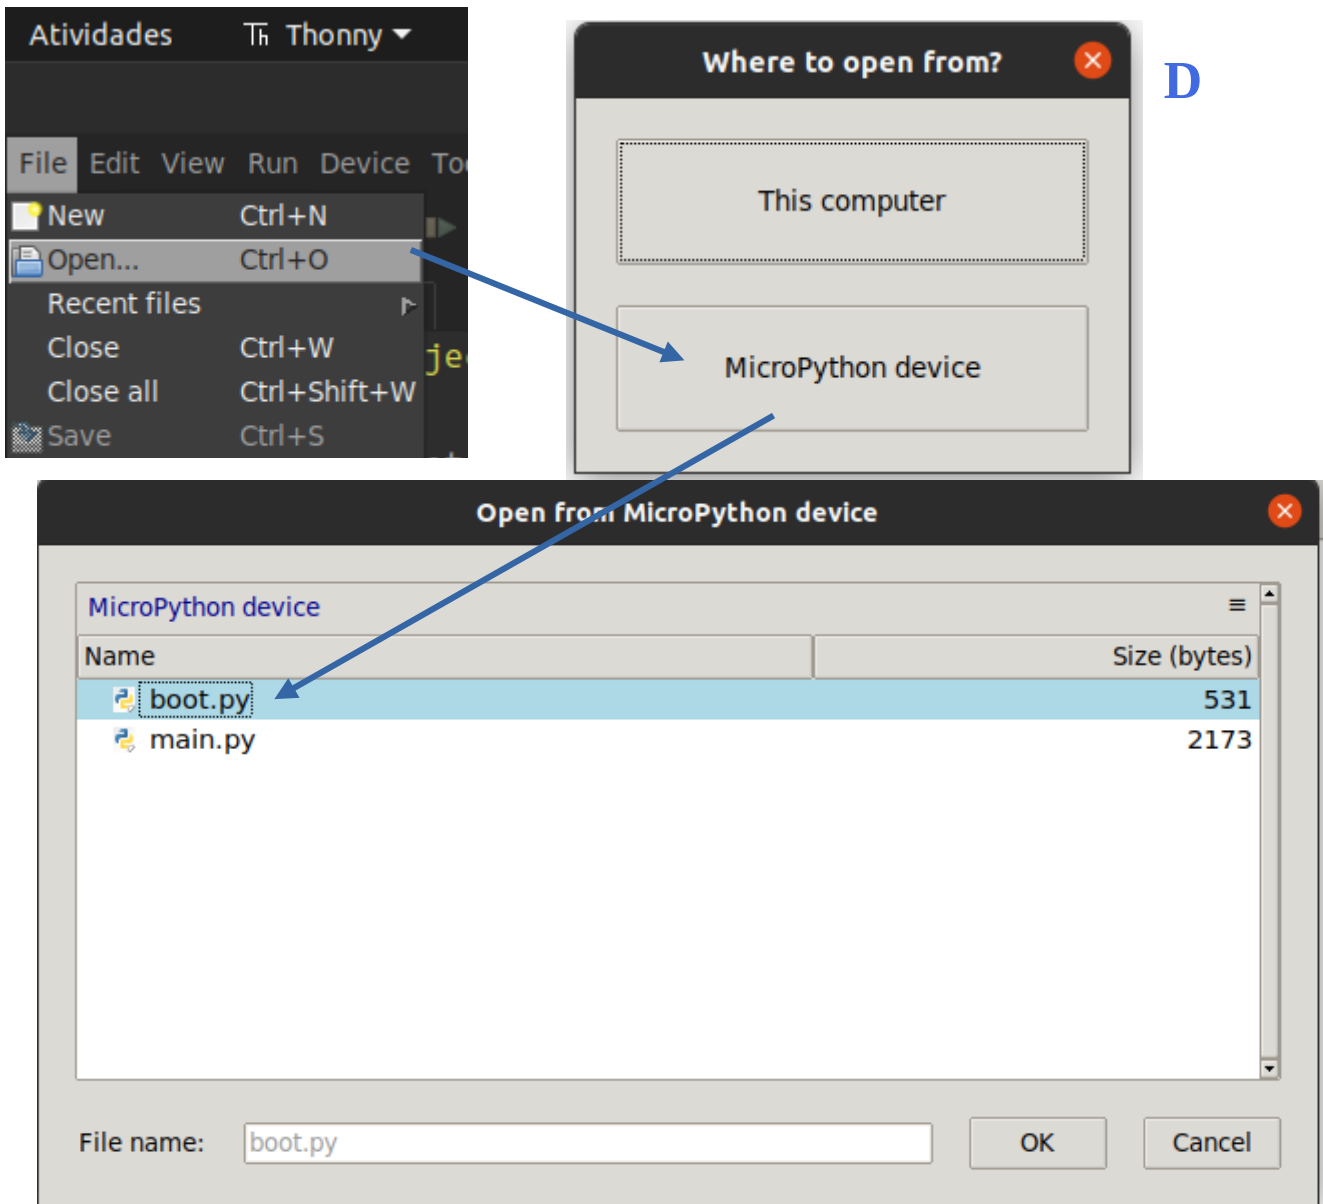 Atividades Th Thonny
File Edit View Run Device
New Ctrl+N
Open... Ctrl+O
Recent files
Close Ctrl+W
Close all Ctrl+Shift+W
Save Ctrl+S
Where to open from?
D
This computer
MicroPython device
Open from MicroPython device
MicroPython device
Name Size (bytes)
boot.py 531
main.py 2173
File name: boot.py OK Cancel